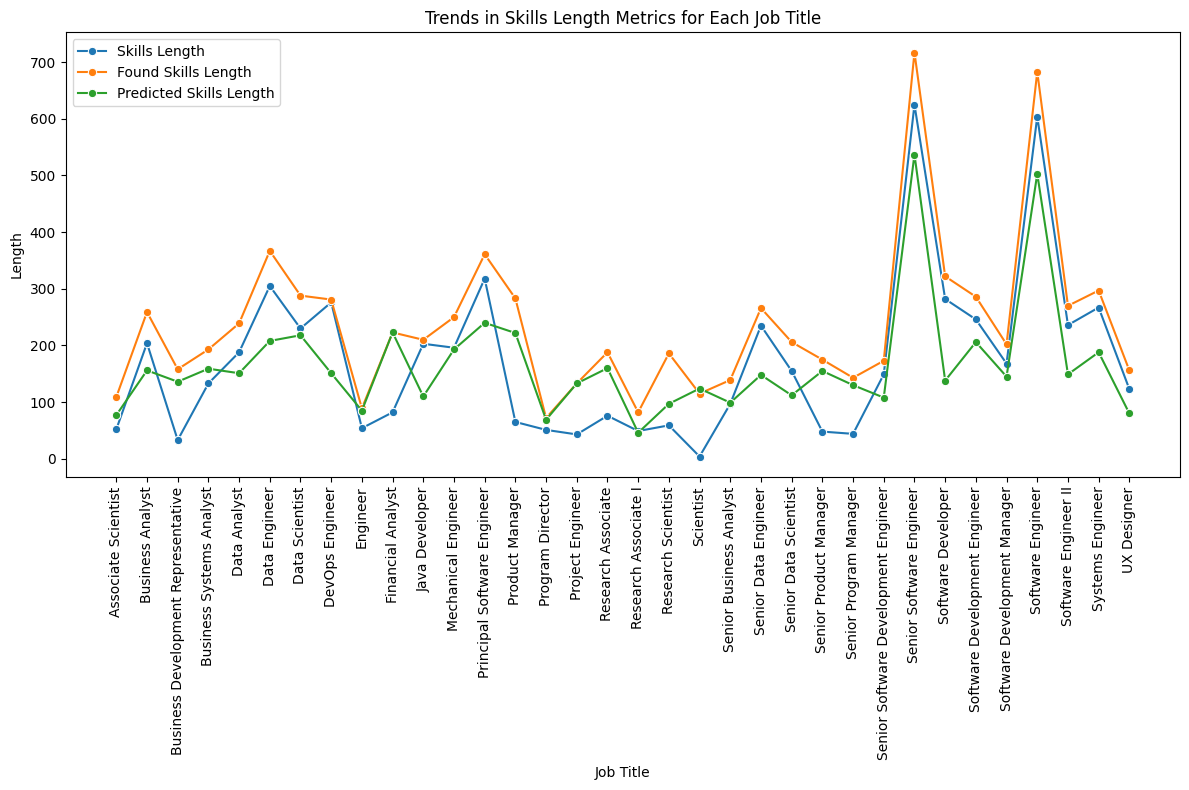 Trends in Skills Length Metrics for Each Job Title
Skills Length
Found Skills Length
Predicted Skills Length
Length
700
600
500
400
300
200
100
0
Associate Scientist
Business Analyst
Business Development Representative
Business Systems Analyst
Data Analyst
Data Engineer
Data Scientist
DevOps Engineer
Engineer
Financial Analyst
Java Developer
Mechanical Engineer
Principal Software Engineer
Product Manager
Program Director
Project Engineer
Research Associate
Research Associate I
Research Scientist
Scientist
Senior Business Analyst
Senior Data Engineer
Senior Data Scientist
Senior Product Manager
Senior Program Manager
Senior Software Development Engineer
Senior Software Engineer
Software Developer
Software Development Engineer
Software Development Manager
Software Engineer
Software Engineer II
Systems Engineer
UX Designer
Job Title